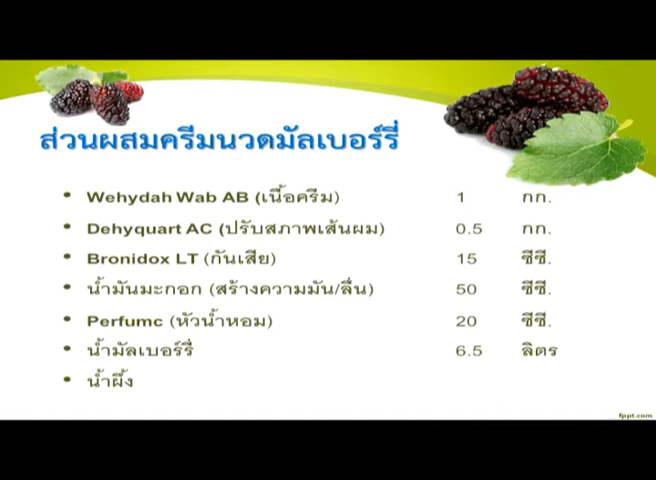 ส่วนผสมครีมนวดมัลเบอร์รี่
• Wehydah Wab AB (เนื้อครีม) 1 กก.
• Dehyquart AC (ปรับสภาพเส้นผม) 0.5 กก.
• Bronidox LT (กันเสีย) 15 ซีซี.
• น้ำมันมะกอก (สร้างความมัน/ลื่น) 50 ซีซี.
• Perfumc (หัวน้ำหอม) 20 ซีซี.
• น้ำมัลเบอร์รี่ 6.5 ลิตร
• น้ำผึ้ง
fppt.com